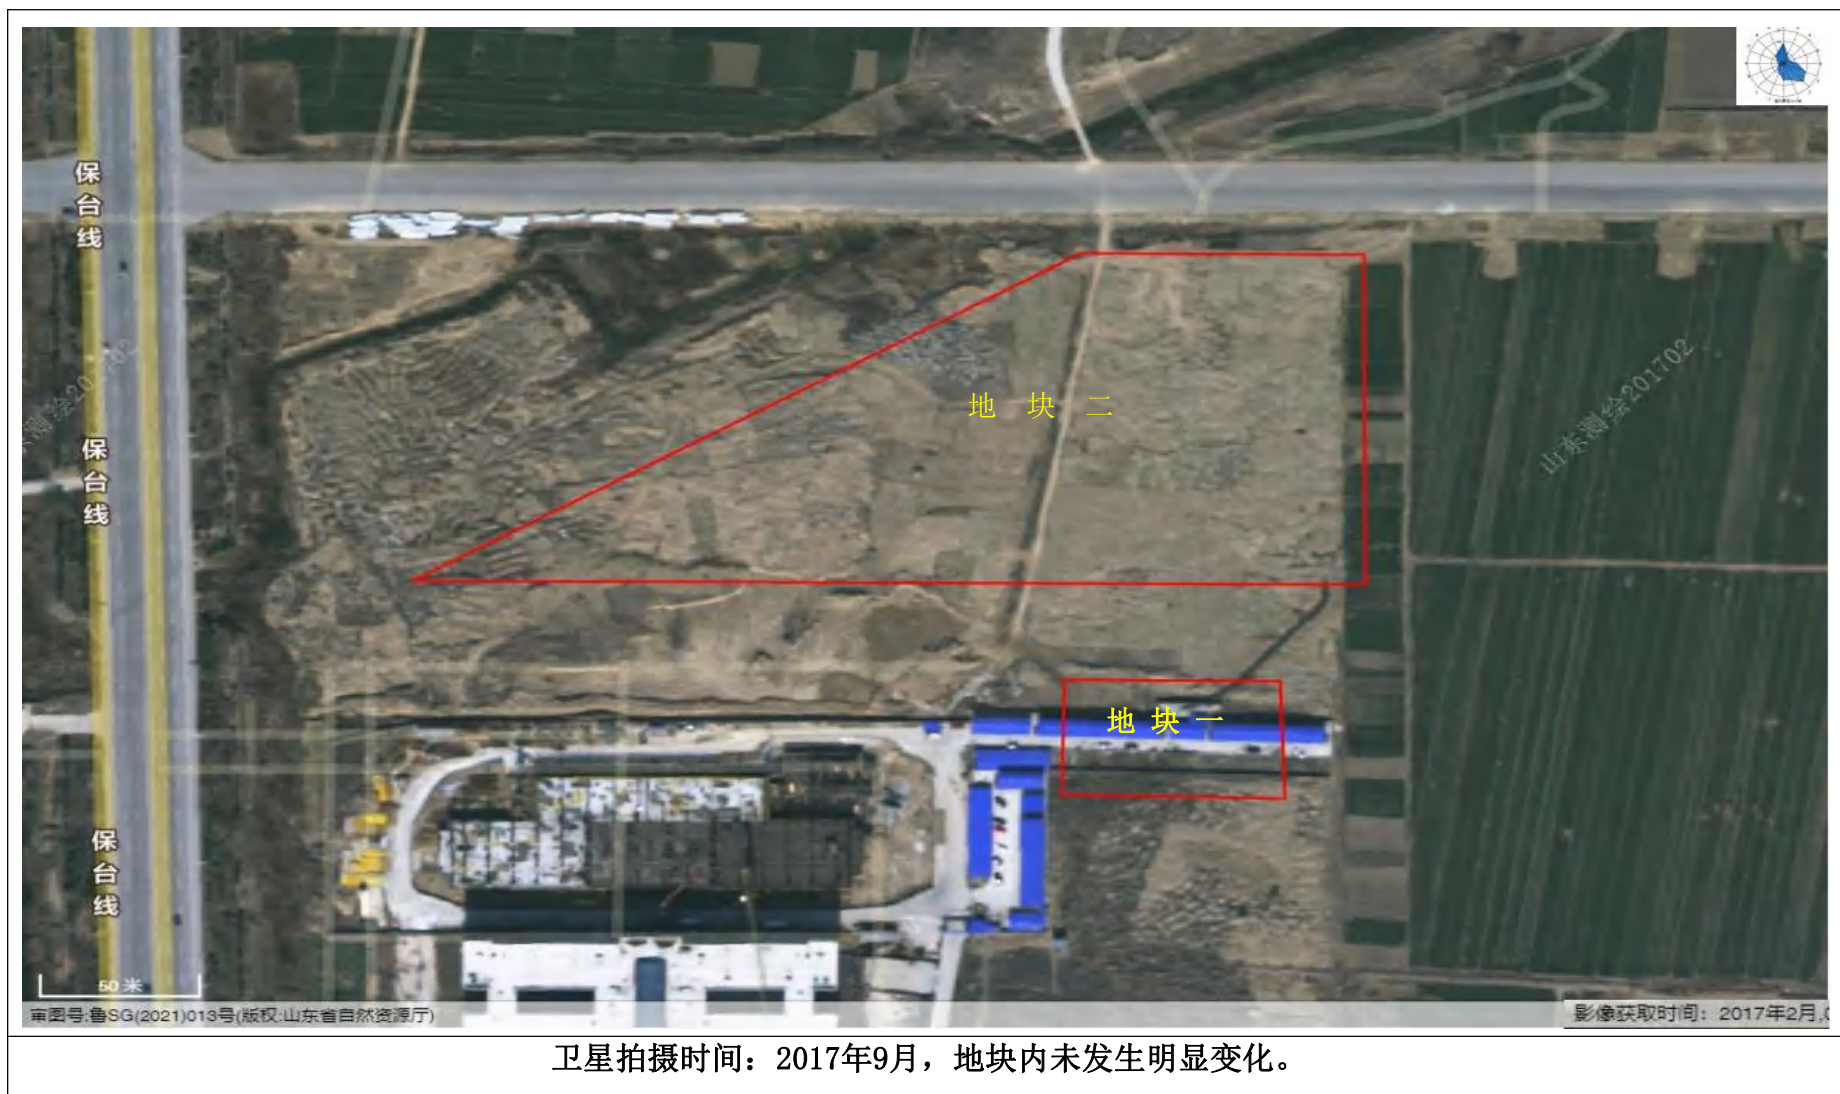 保台线
山东测绘201702
保台线
地 块 二
地 块 一
保台线
50 米
审图号:鲁SG(2021)013号(版权:山东省自然资源厅)
影像获取时间：2017年2月,
卫星拍摄时间：2017年9月，地块内未发生明显变化。